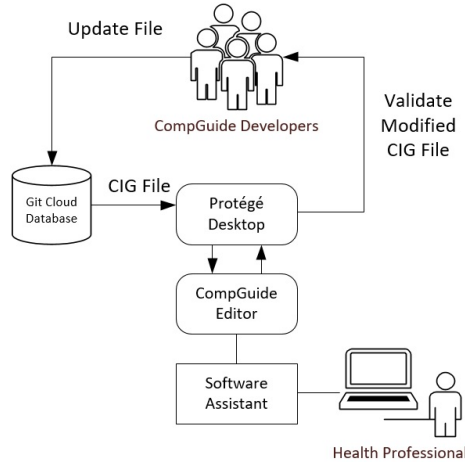 Update File
CompGuide Developers
Validate
Modified
CIG File
CIG File
Git Cloud
Database
Protégé
Desktop
CompGuide
Editor
Software
Assistant
Health Professional